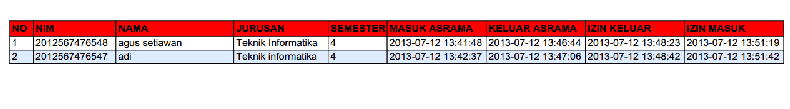 NO NIM NAMA JURUSAN SEMESTER MASUK ASRAMA KELUAR ASRAMA IZIN KELUAR IZIN MASUK
1 2012567476548 agus setiawan Teknik Informatika 4 2013-07-12 13:41:48 2013-07-12 13:46:44 2013-07-12 13:48:23 2013-07-12 13:51:19
2 2012567476547 adi Teknik informatika 4 2013-07-12 13:42:37 2013-07-12 13:47:06 2013-07-12 13:48:42 2013-07-12 13:51:42